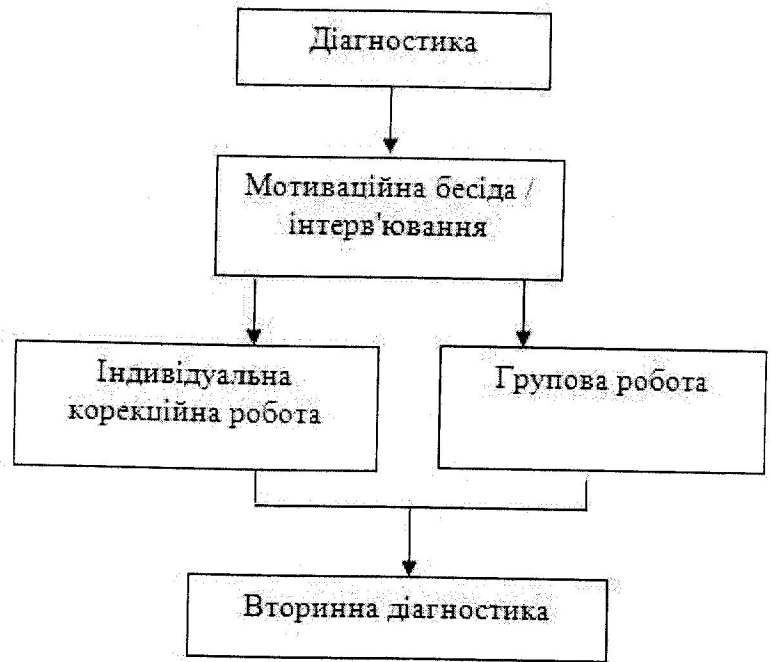 Діагностика
Мотиваційна бесіда /
інтерв'ювання
Індивідуальна
корекційна робота
Групова робота
Вторинна діагностика